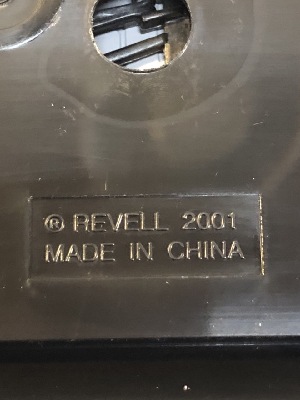 ® REVELL 2001
MADE IN CHINA